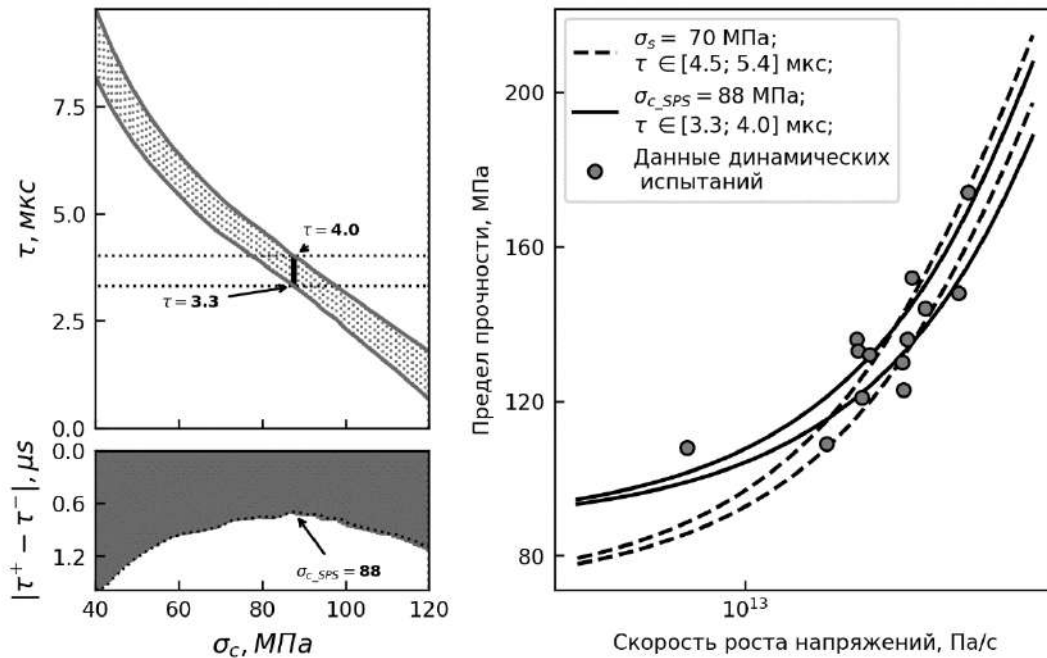 τ, мкс
7.5
5.0
2.5
0.0
τ = 4.0
τ = 3.3
|τ⁺ − τ⁻|, μs
0.0
0.6
1.2
σ_c_SPS = 88
40
60
80
100
120
σ_c, МПа
Предел прочности, МПа
200
160
120
80
σ_s = 70 МПа;
τ ∈ [4.5; 5.4] мкс;
σ_c_SPS = 88 МПа;
τ ∈ [3.3; 4.0] мкс;
Данные динамических
испытаний
10¹³
Скорость роста напряжений, Па/с